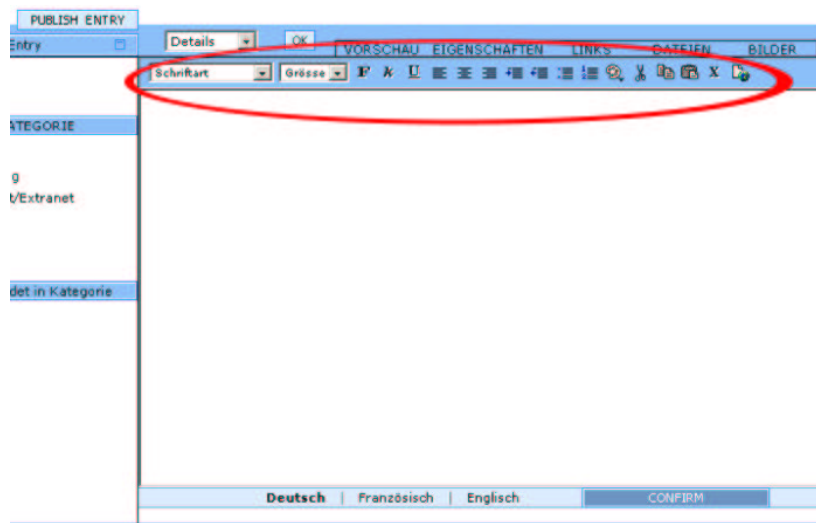 PUBLISH ENTRY
Entry
Details OK VORSCHAU EIGENSCHAFTEN LINKS DATEIEN BILDER
Schriftart Grösse F k U X
ATEGORIE
g
t/Extranet
det in Kategorie
Deutsch | Französisch | Englisch CONFIRM